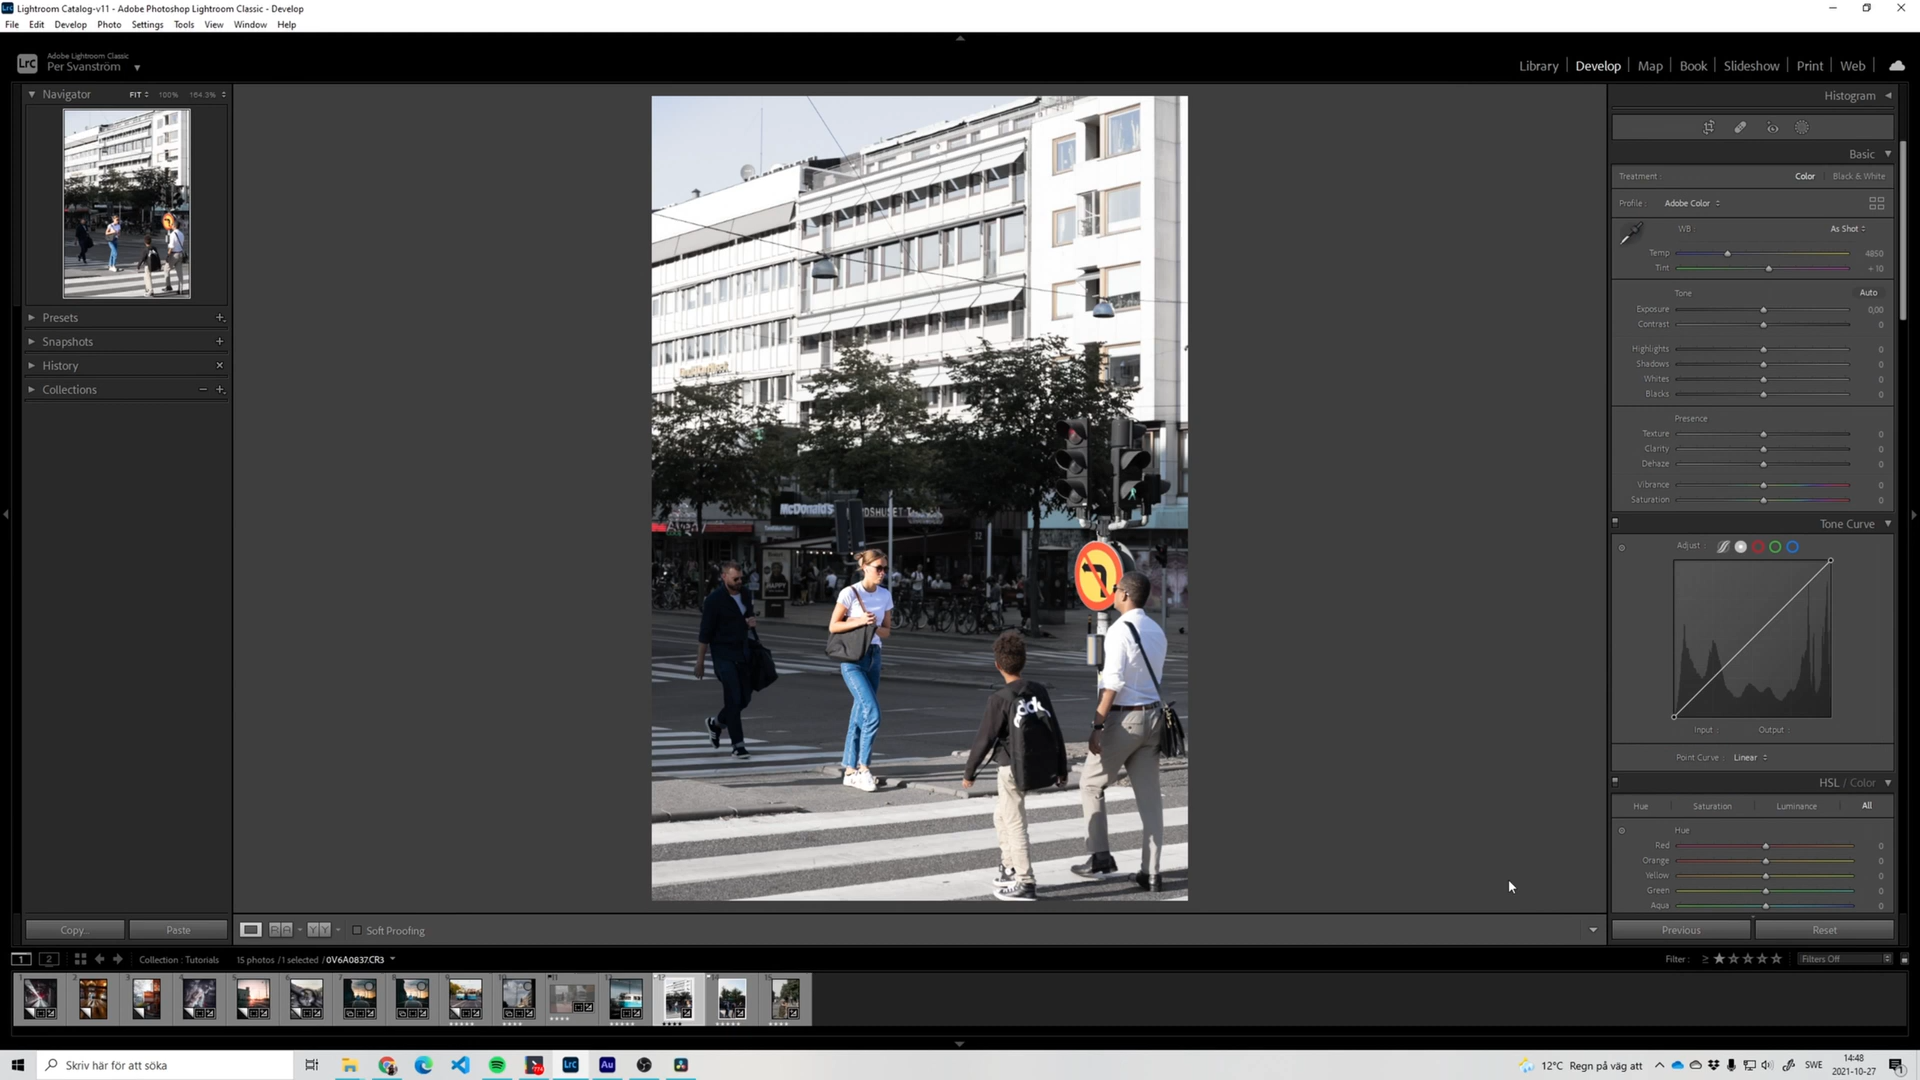 Lightroom Catalog-v11 - Adobe Photoshop Lightroom Classic - Develop
File Edit Develop Photo Settings Tools View Window Help
LrC
Adobe Lightroom Classic
Per Svanström
Library Develop Map Book Slideshow Print Web
Navigator FIT 100% 164.3%
Presets
Snapshots
History
Collections
Copy... Paste
McDonald's
Soft Proofing
Histogram
Basic
Treatment : Color Black & White
Profile : Adobe Color
WB : As Shot
Temp 4850
Tint + 10
Tone Auto
Exposure 0,00
Contrast 0
Highlights 0
Shadows 0
Whites 0
Blacks 0
Presence
Texture 0
Clarity 0
Dehaze 0
Vibrance 0
Saturation 0
Tone Curve
Adjust :
Input : Output :
Point Curve : Linear
HSL / Color
Hue Saturation Luminance All
Hue
Red 0
Orange 0
Yellow 0
Green 0
Aqua 0
Previous Reset
1 2 Collection : Tutorials 15 photos / 1 selected / 0V6A0837.CR3
Filter : Filters Off
Skriv här för att söka
LrC Au
12°C Regn på väg att
SWE
14:48
2021-10-27